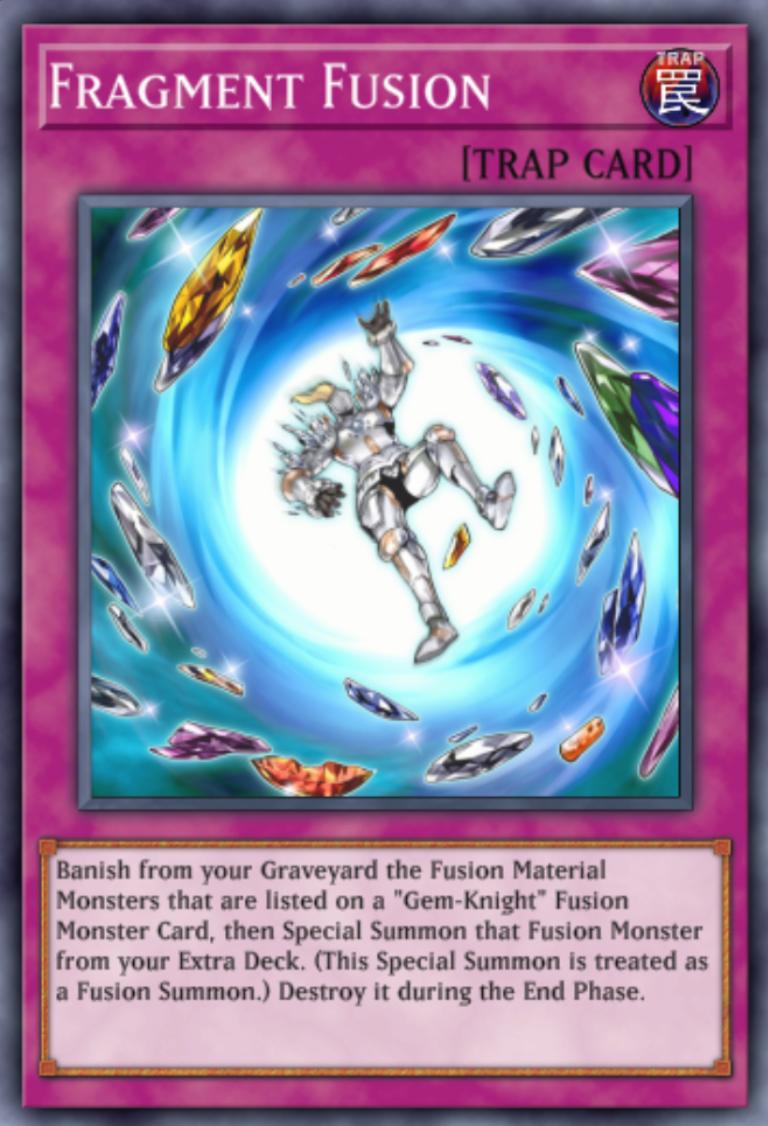 FRAGMENT FUSION
TRAP
罠
[TRAP CARD]
Banish from your Graveyard the Fusion Material
Monsters that are listed on a "Gem-Knight" Fusion
Monster Card, then Special Summon that Fusion Monster
from your Extra Deck. (This Special Summon is treated as
a Fusion Summon.) Destroy it during the End Phase.